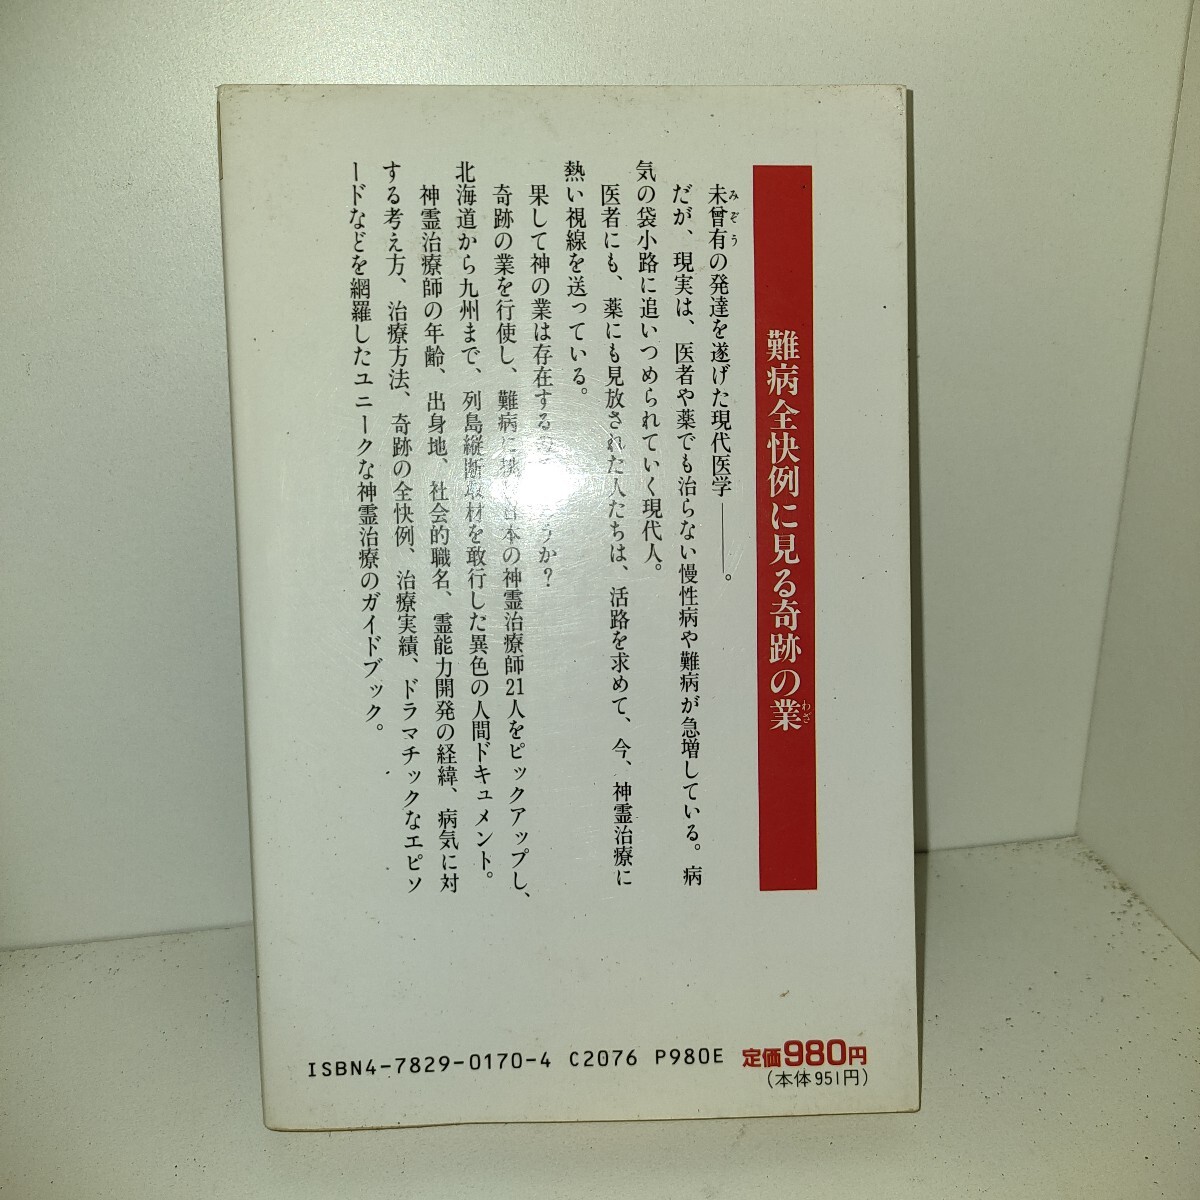 難病全快例に見る奇跡の業
わざ
みぞう
未曾有の発達を遂げた現代医学――。
だが、現実は、医者や薬でも治らない慢性病や難病が急増している。病
気の袋小路に追いつめられていく現代人。
医者にも、薬にも見放された人たちは、活路を求めて、今、神霊治療に
熱い視線を送っている。
果して神の業は存在する うか?
奇跡の業を行使し、難病に 日本の神霊治療師21人をピックアップし、
北海道から九州まで、列島縦断取材を敢行した異色の人間ドキュメント。
神霊治療師の年齢、出身地、社会的職名、霊能力開発の経緯、病気に対
する考え方、治療方法、奇跡の全快例、治療実績、ドラマチックなエピソ
ードなどを網羅したユニークな神霊治療のガイドブック。
ISBN4-7829-0170-4 C2076 P980E 定価980円
(本体951円)